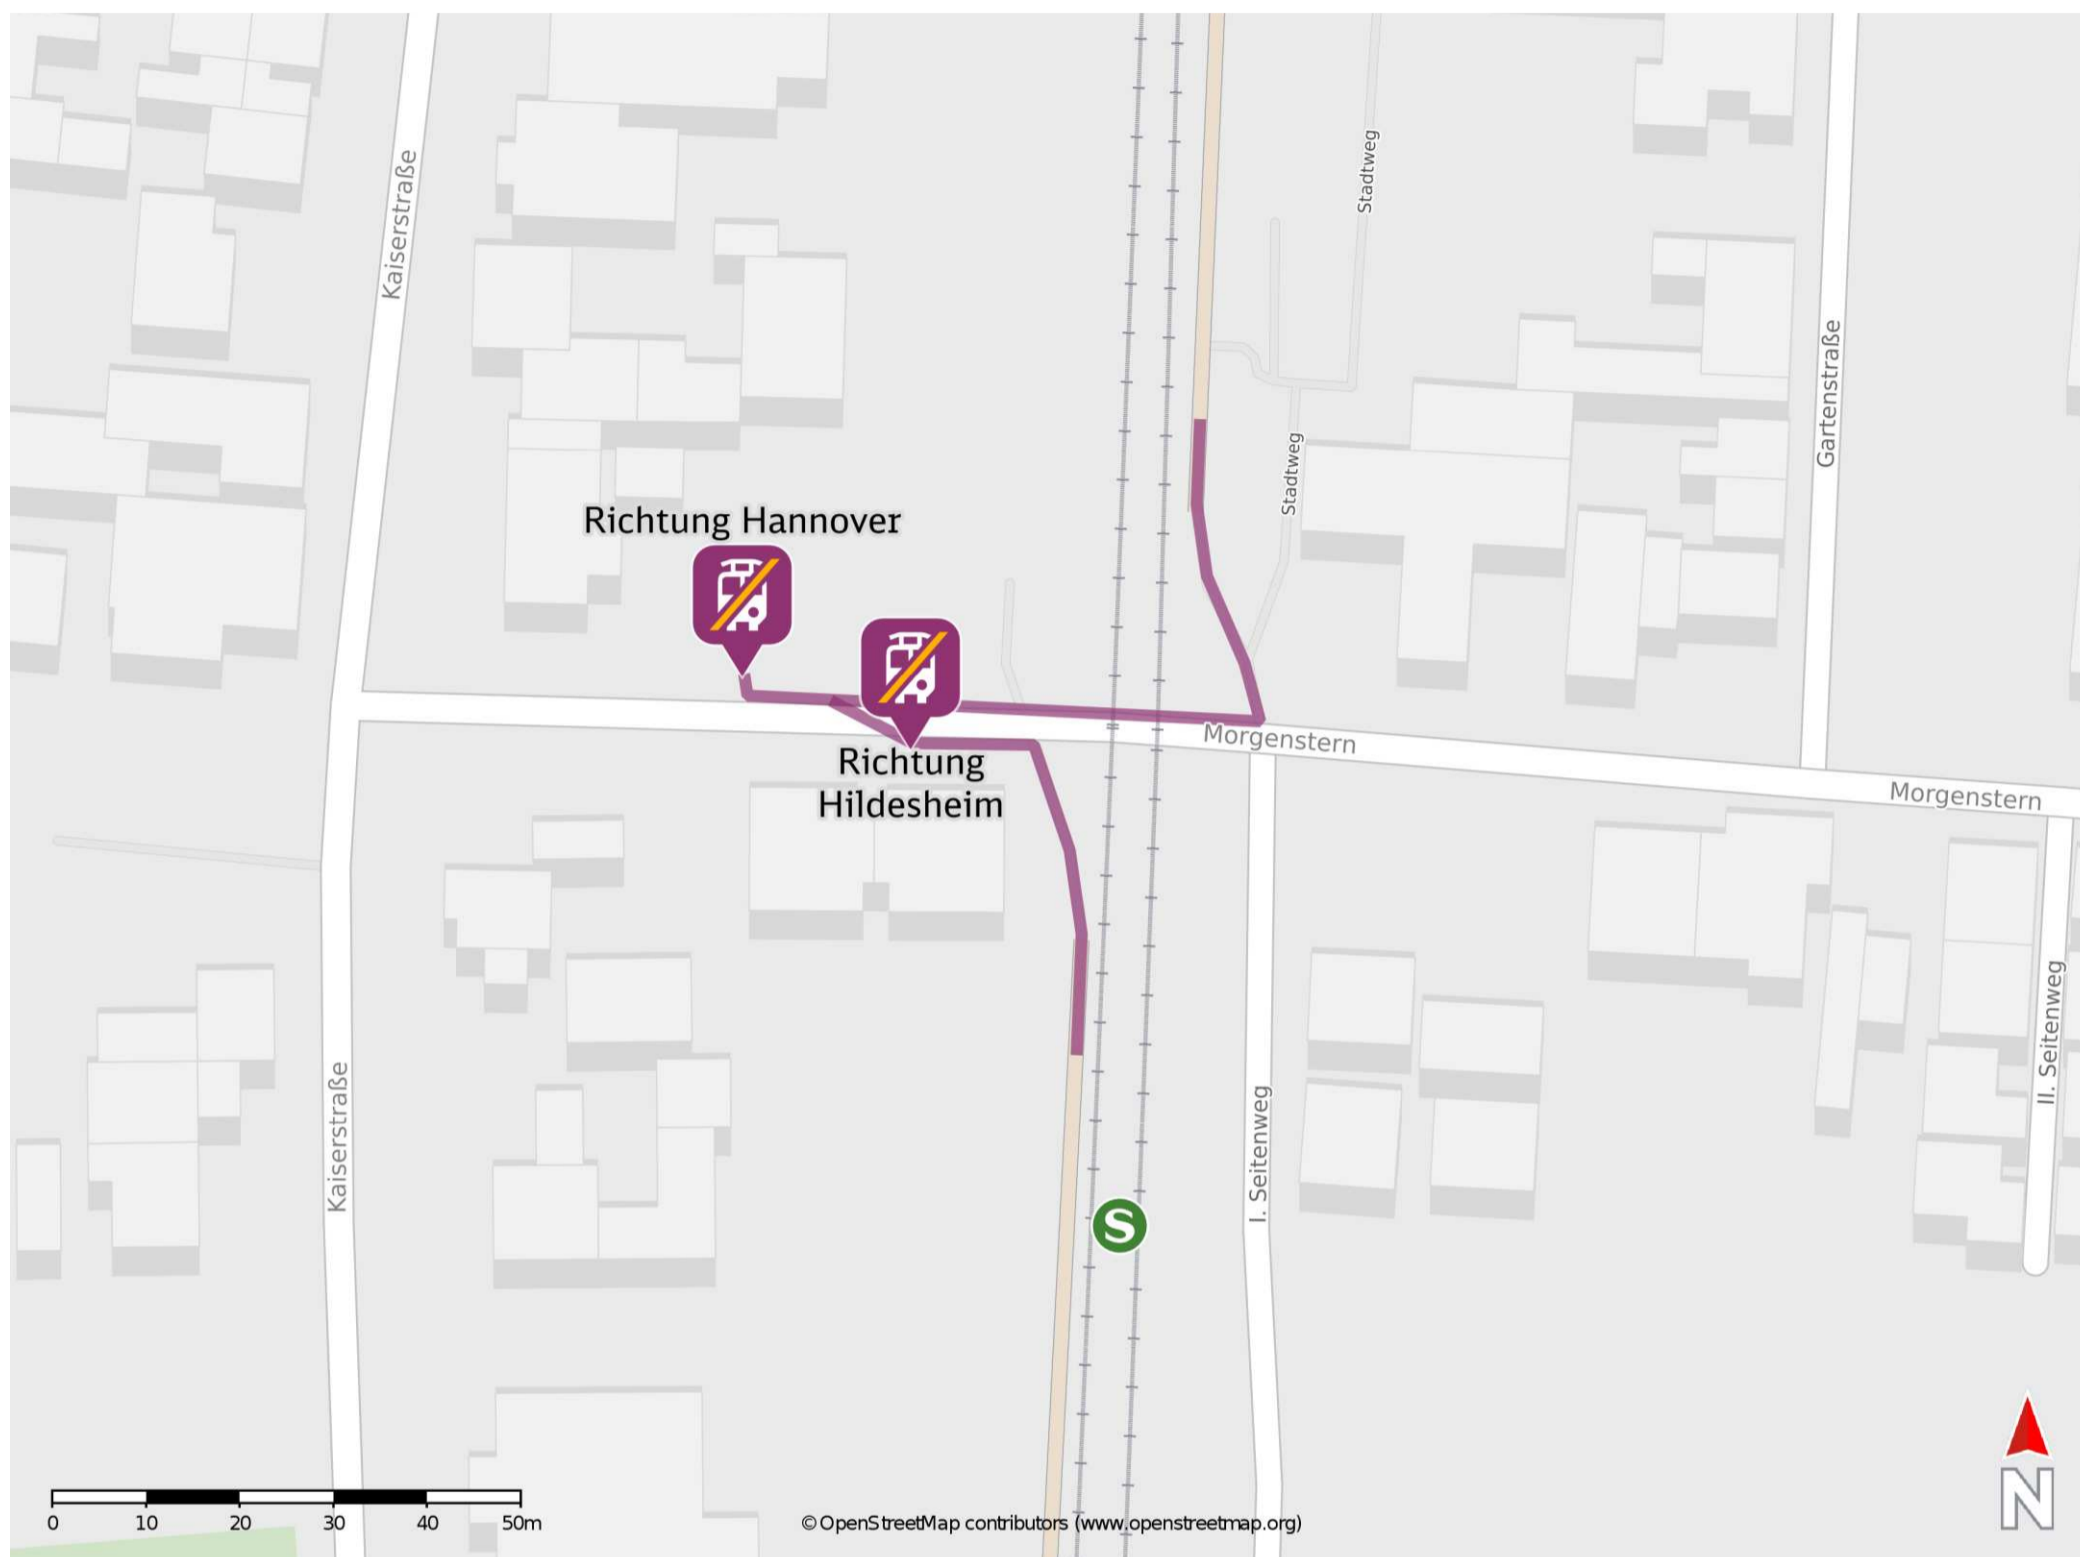 Stadtweg
Kaiserstraße
Gartenstraße
Stadtweg
Richtung Hannover
Morgenstern
Richtung
Hildesheim
Morgenstern
II. Seitenweg
Kaiserstraße
I. Seitenweg
S
0 10 20 30 40 50m
© OpenStreetMap contributors (www.openstreetmap.org)
N